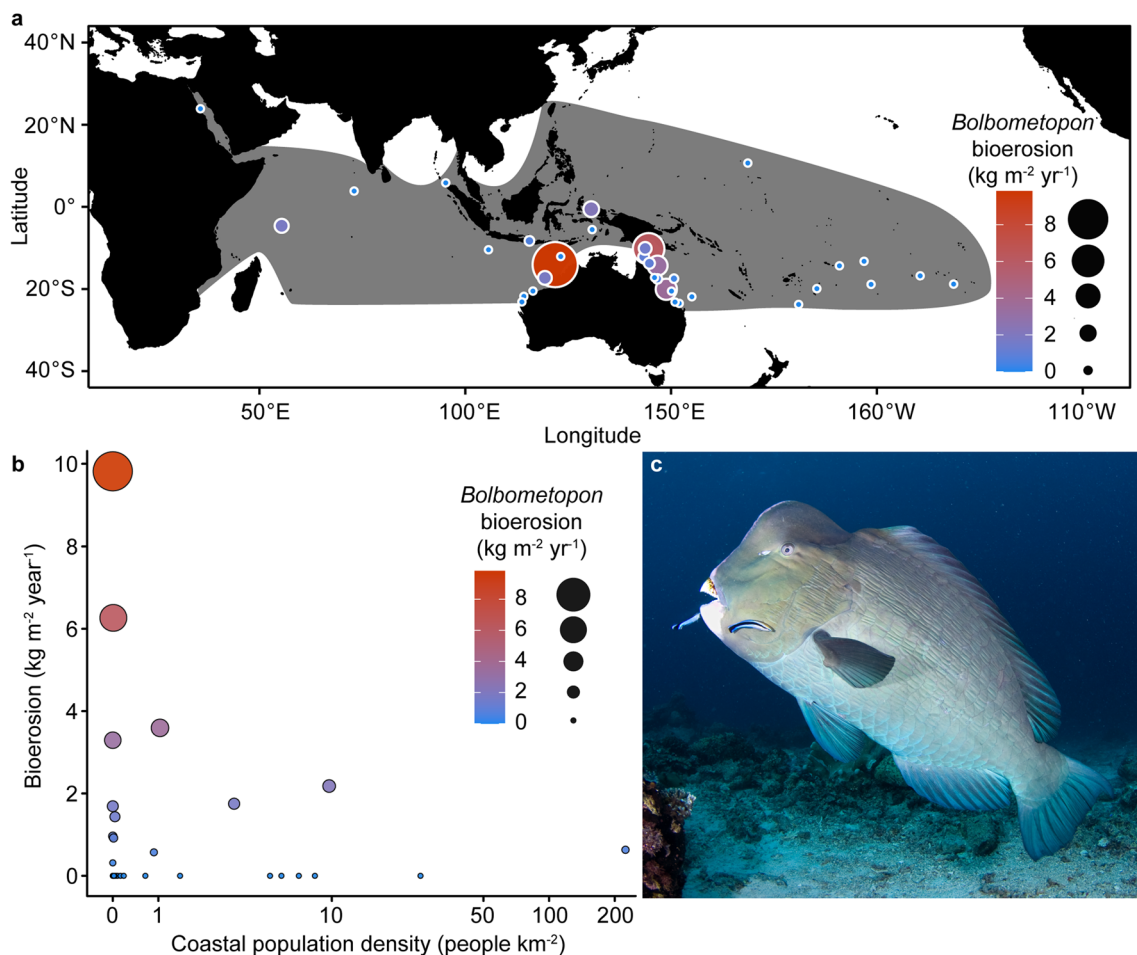 a
40°N
20°N
0°
20°S
40°S
Latitude
50°E
100°E
150°E
160°W
110°W
Longitude
Bolbometopon
bioerosion
(kg m⁻² yr⁻¹)
8
6
4
2
0
b
10
8
6
4
2
0
Bioerosion (kg m⁻² year⁻¹)
0
1
10
50
100
200
Coastal population density (people km⁻²)
Bolbometopon
bioerosion
(kg m⁻² yr⁻¹)
8
6
4
2
0
c